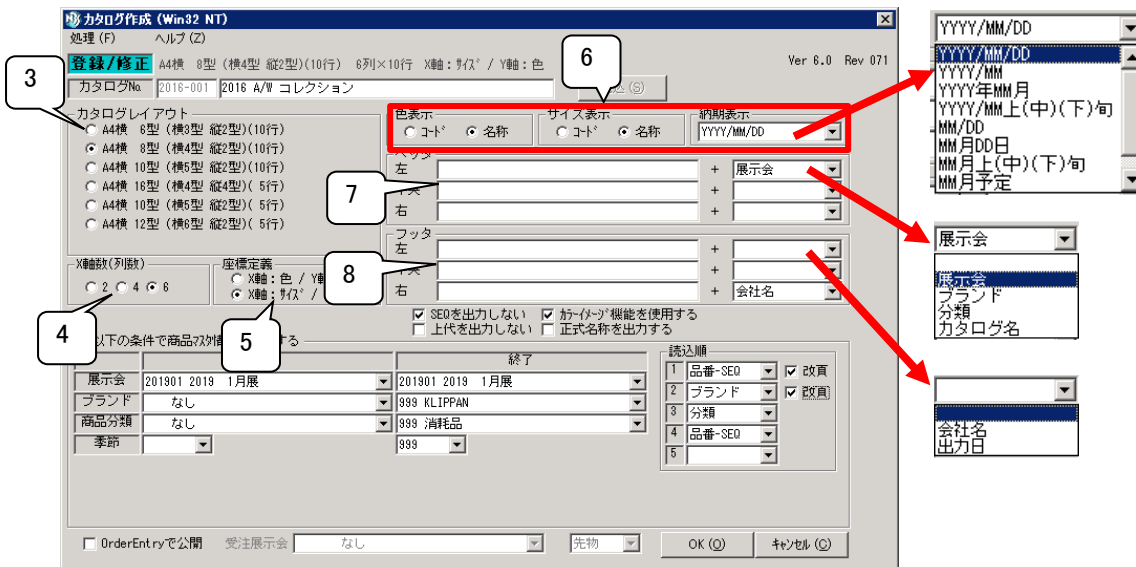 カタログ作成 (Win32 NT)
処理(F) ヘルプ(Z)
登録/修正 A4横 8型 (横4型 縦2型)(10行) 6列×10行 X軸:ｻｲｽﾞ / Y軸:色 Ver 6.0 Rev 071
カタログ№ 2016-001 2016 A/W コレクション (S)
カタログレイアウト
A4横 6型 (横3型 縦2型)(10行)
A4横 8型 (横4型 縦2型)(10行)
A4横 10型 (横5型 縦2型)(10行)
A4横 16型 (横4型 縦4型)( 5行)
A4横 10型 (横5型 縦2型)( 5行)
A4横 12型 (横6型 縦2型)( 5行)
色表示 サイズ表示 納期表示
ｺｰﾄﾞ 名称 ｺｰﾄﾞ 名称 YYYY/MM/DD
ヘッダ
左 + 展示会
+
右 +
フッタ
左 +
+
右 + 会社名
X軸数(列数) 座標定義
2 4 6
X軸:色 / Y軸
X軸:ｻｲｽﾞ /
SEQを出力しない ｶﾗｰｲﾒｰｼﾞ機能を使用する
上代を出力しない 正式名称を出力する
以下の条件で商品ﾏｽﾀ情 する
終了
展示会 201901 2019 1月展 201901 2019 1月展
ブランド なし 999 KLIPPAN
商品分類 なし 999 消耗品
季節 999
読込順
1 品番-SEQ 改頁
2 ブランド 改頁
3 分類
4 品番-SEQ
5
OrderEntryで公開 受注展示会 なし 先物 OK (O) ｷｬﾝｾﾙ (C)
3
4
5
6
7
8
YYYY/MM/DD
YYYY/MM/DD
YYYY/MM
YYYY年MM月
YYYY/MM上(中)(下)旬
MM/DD
MM月DD日
MM月上(中)(下)旬
MM月予定
展示会
展示会
ブランド
分類
カタログ名
会社名
出力日